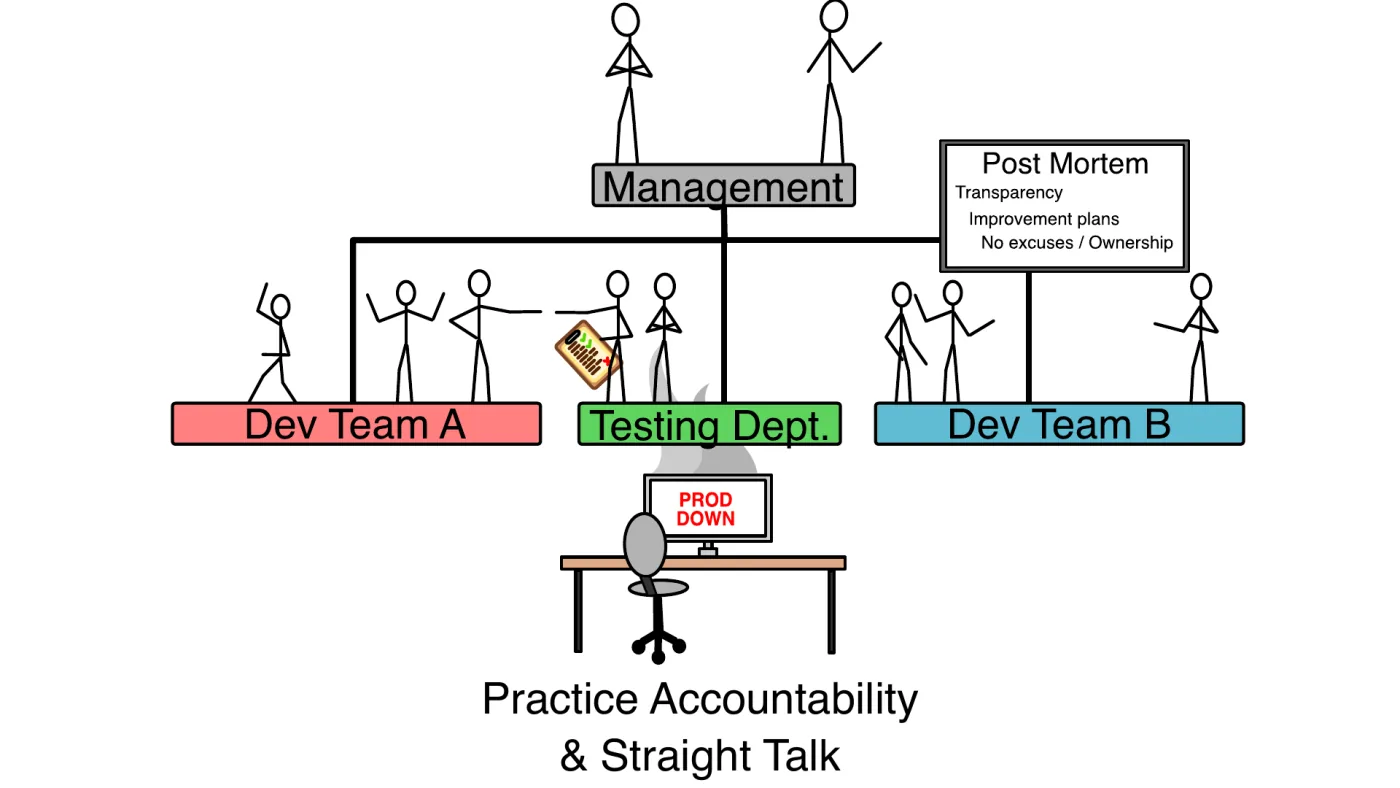 Management
Post Mortem
Transparency
Improvement plans
No excuses / Ownership
Dev Team A
Testing Dept.
Dev Team B
PROD
DOWN
Practice Accountability
& Straight Talk